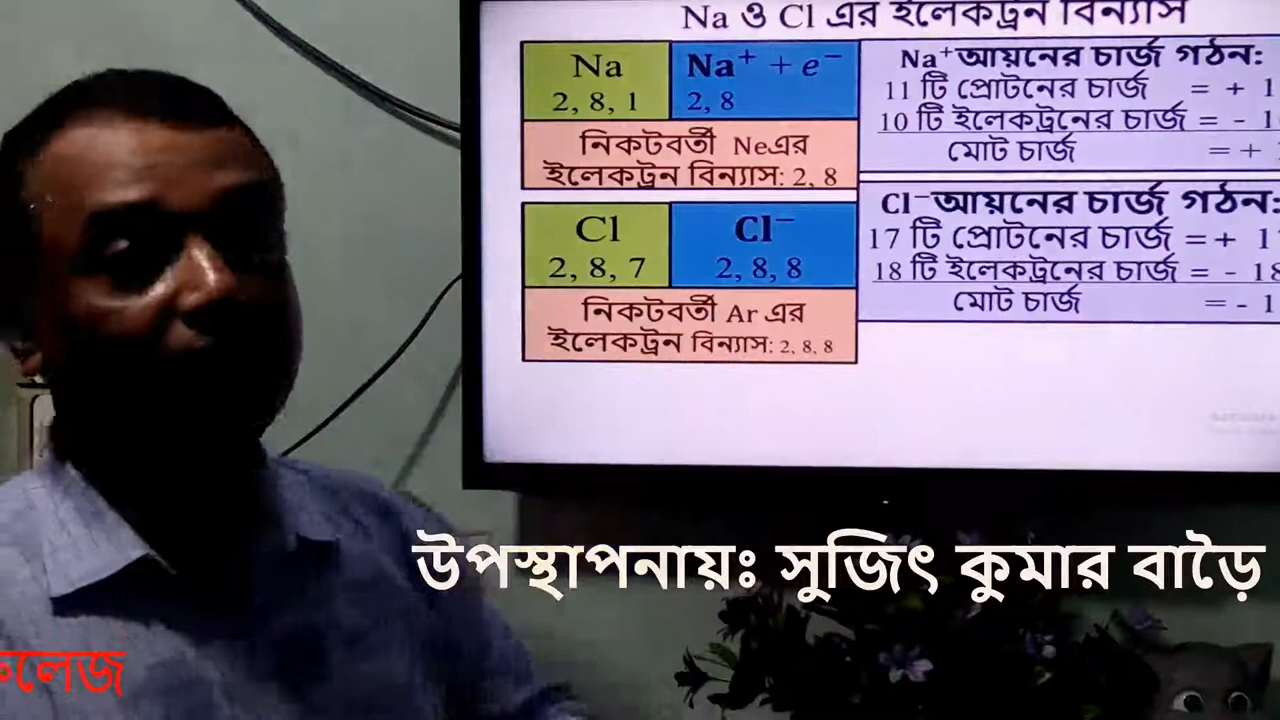 Na ও Cl এর ইলেকট্রন বিন্যাস
Na
2, 8, 1
Na⁺ + e⁻
2, 8
নিকটবর্তী Neএর
ইলেকট্রন বিন্যাস: 2, 8
Na⁺আয়নের চার্জ গঠন:
11 টি প্রোটনের চার্জ = + 1
10 টি ইলেকট্রনের চার্জ = - 1
মোট চার্জ = +
Cl
2, 8, 7
Cl⁻
2, 8, 8
নিকটবর্তী Ar এর
ইলেকট্রন বিন্যাস: 2, 8, 8
Cl⁻আয়নের চার্জ গঠন:
17 টি প্রোটনের চার্জ = + 1
18 টি ইলেকট্রনের চার্জ = - 18
মোট চার্জ = - 1
উপস্থাপনায়ঃ সুজিৎ কুমার বাড়ৈ
কলেজ